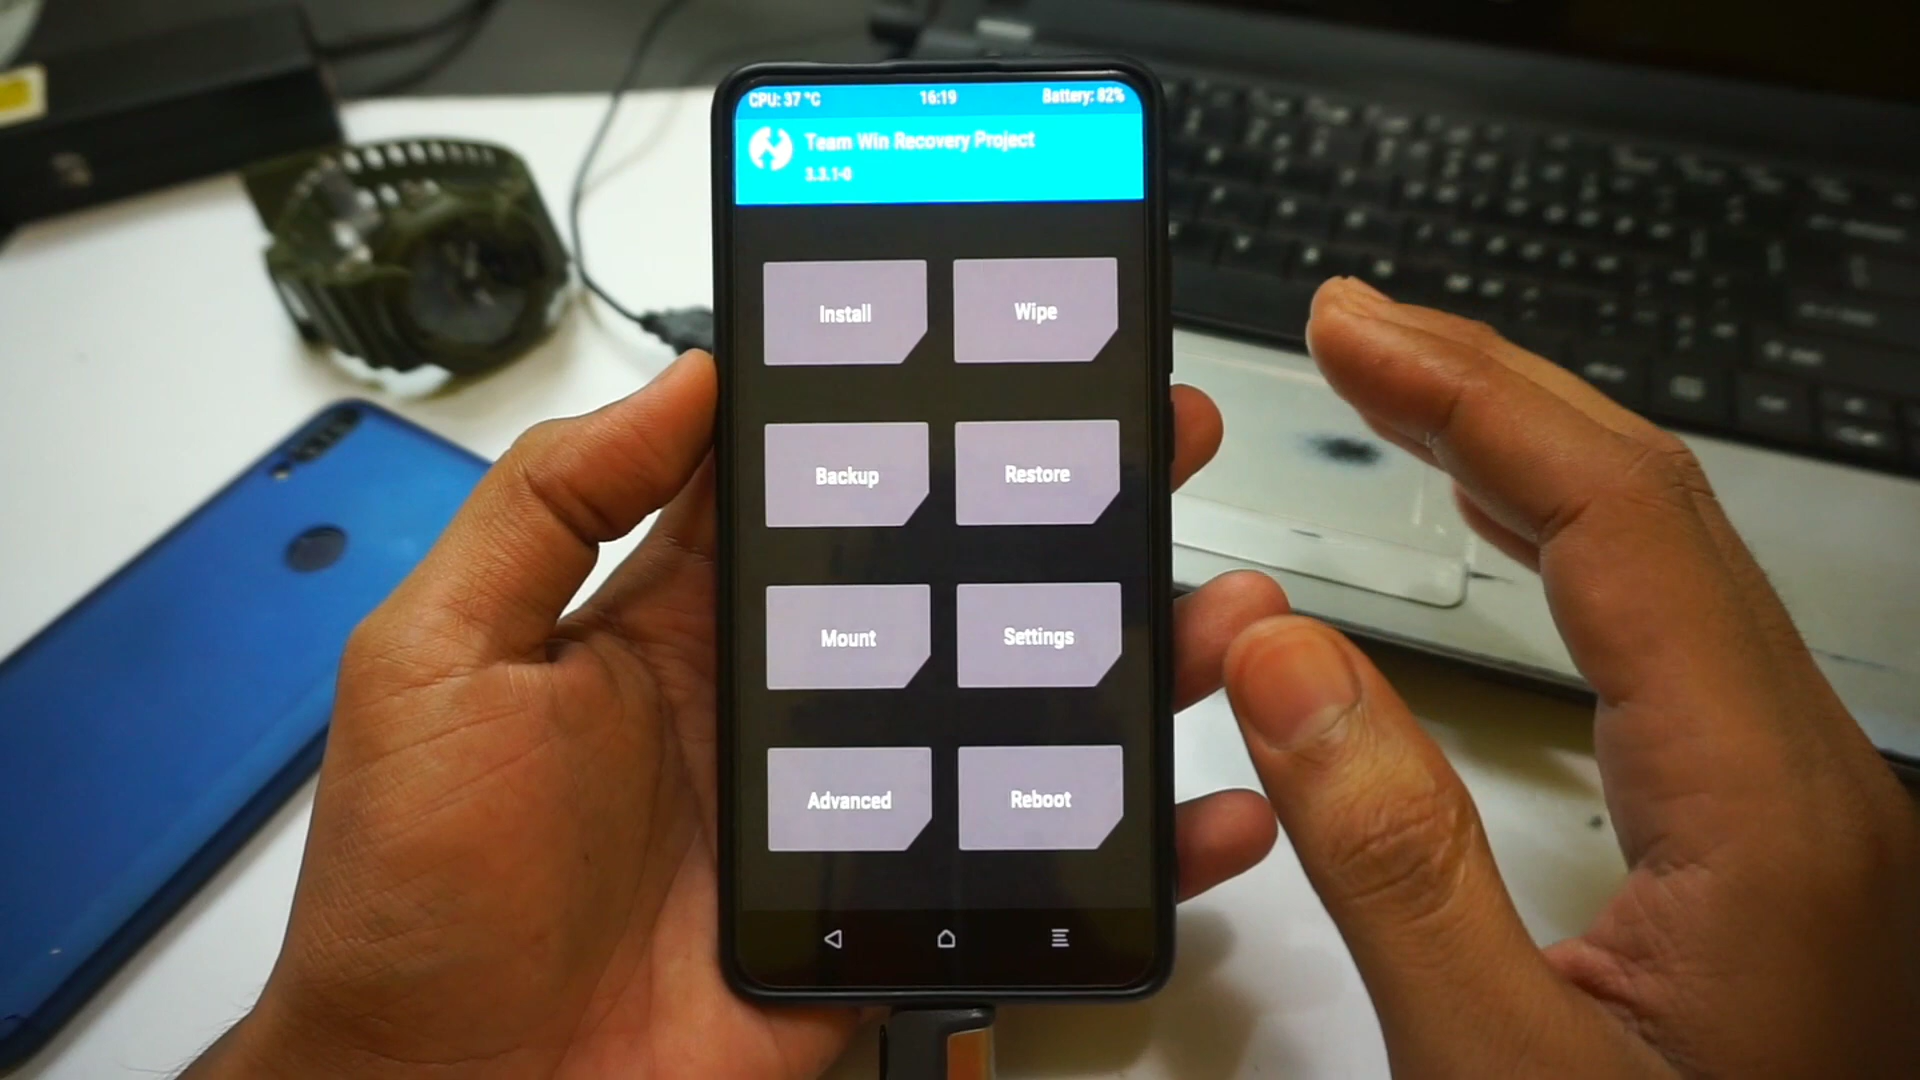 CPU: 37 °C
16:19
Battery: 82%
Team Win Recovery Project
3.3.1-0
Install
Wipe
Backup
Restore
Mount
Settings
Advanced
Reboot